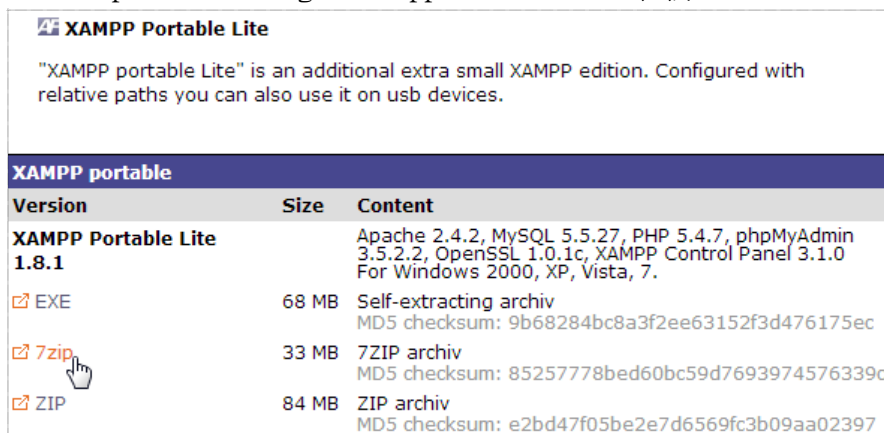 XAMPP Portable Lite
"XAMPP portable Lite" is an additional extra small XAMPP edition. Configured with
relative paths you can also use it on usb devices.
XAMPP portable
Version Size Content
XAMPP Portable Lite
1.8.1
Apache 2.4.2, MySQL 5.5.27, PHP 5.4.7, phpMyAdmin
3.5.2.2, OpenSSL 1.0.1c, XAMPP Control Panel 3.1.0
For Windows 2000, XP, Vista, 7.
EXE 68 MB Self-extracting archiv
MD5 checksum: 9b68284bc8a3f2ee63152f3d476175ec
7zip 33 MB 7ZIP archiv
MD5 checksum: 85257778bed60bc59d7693974576339c
ZIP 84 MB ZIP archiv
MD5 checksum: e2bd47f05be2e7d6569fc3b09aa02397